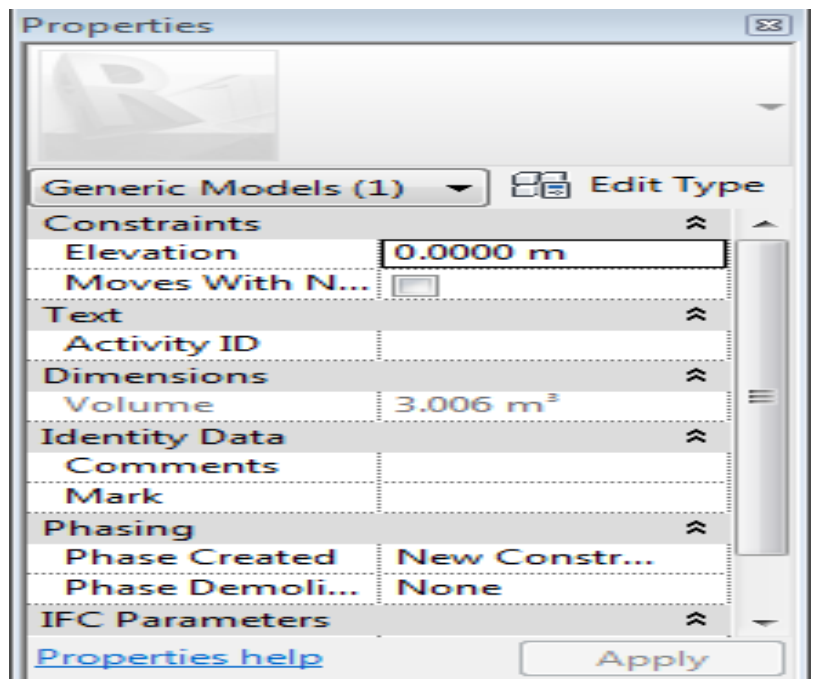 Properties
R1
Generic Models (1) Edit Type
Constraints
Elevation 0.0000 m
Moves With N...
Text
Activity ID
Dimensions
Volume 3.006 m³
Identity Data
Comments
Mark
Phasing
Phase Created New Constr...
Phase Demoli... None
IFC Parameters
Properties help Apply